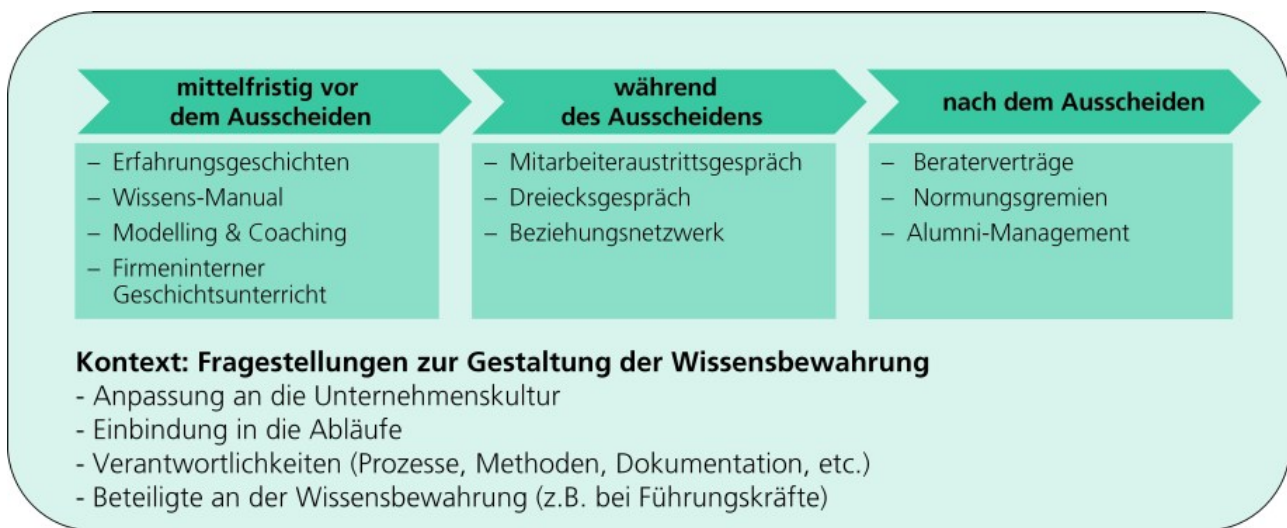 mittelfristig vor
dem Ausscheiden
– Erfahrungsgeschichten
– Wissens-Manual
– Modelling & Coaching
– Firmeninterner
Geschichtsunterricht
während
des Ausscheidens
– Mitarbeiteraustrittsgespräch
– Dreiecksgespräch
– Beziehungsnetzwerk
nach dem Ausscheiden
– Beraterverträge
– Normungsgremien
– Alumni-Management
Kontext: Fragestellungen zur Gestaltung der Wissensbewahrung
- Anpassung an die Unternehmenskultur
- Einbindung in die Abläufe
- Verantwortlichkeiten (Prozesse, Methoden, Dokumentation, etc.)
- Beteiligte an der Wissensbewahrung (z.B. bei Führungskräfte)